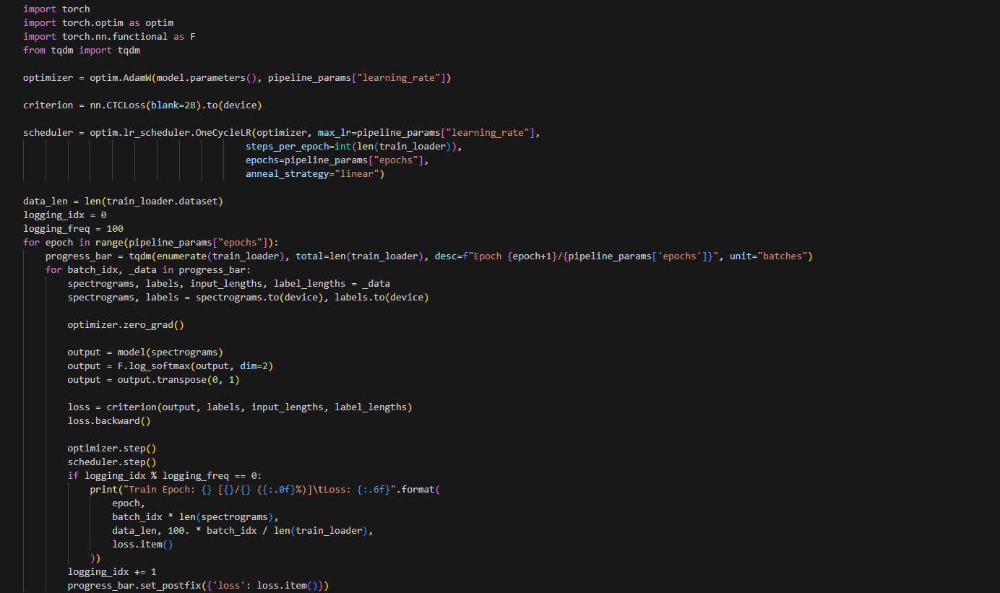 import torch
import torch.optim as optim
import torch.nn.functional as F
from tqdm import tqdm

optimizer = optim.AdamW(model.parameters(), pipeline_params["learning_rate"])

criterion = nn.CTCLoss(blank=28).to(device)

scheduler = optim.lr_scheduler.OneCycleLR(optimizer, max_lr=pipeline_params["learning_rate"],
                                        steps_per_epoch=int(len(train_loader)),
                                        epochs=pipeline_params["epochs"],
                                        anneal_strategy="linear")

data_len = len(train_loader.dataset)
logging_idx = 0
logging_freq = 100
for epoch in range(pipeline_params["epochs"]):
    progress_bar = tqdm(enumerate(train_loader), total=len(train_loader), desc=f"Epoch {epoch+1}/{pipeline_params['epochs']}", unit="batches")
    for batch_idx, _data in progress_bar:
        spectrograms, labels, input_lengths, label_lengths = _data
        spectrograms, labels = spectrograms.to(device), labels.to(device)

        optimizer.zero_grad()

        output = model(spectrograms)
        output = F.log_softmax(output, dim=2)
        output = output.transpose(0, 1)

        loss = criterion(output, labels, input_lengths, label_lengths)
        loss.backward()

        optimizer.step()
        scheduler.step()
        if logging_idx % logging_freq == 0:
            print("Train Epoch: {} [{}/{} ({:.0f}%)]\tLoss: {:.6f}".format(
                epoch,
                batch_idx * len(spectrograms),
                data_len, 100. * batch_idx / len(train_loader),
                loss.item()
            ))
        logging_idx += 1
        progress_bar.set_postfix({'loss': loss.item()})